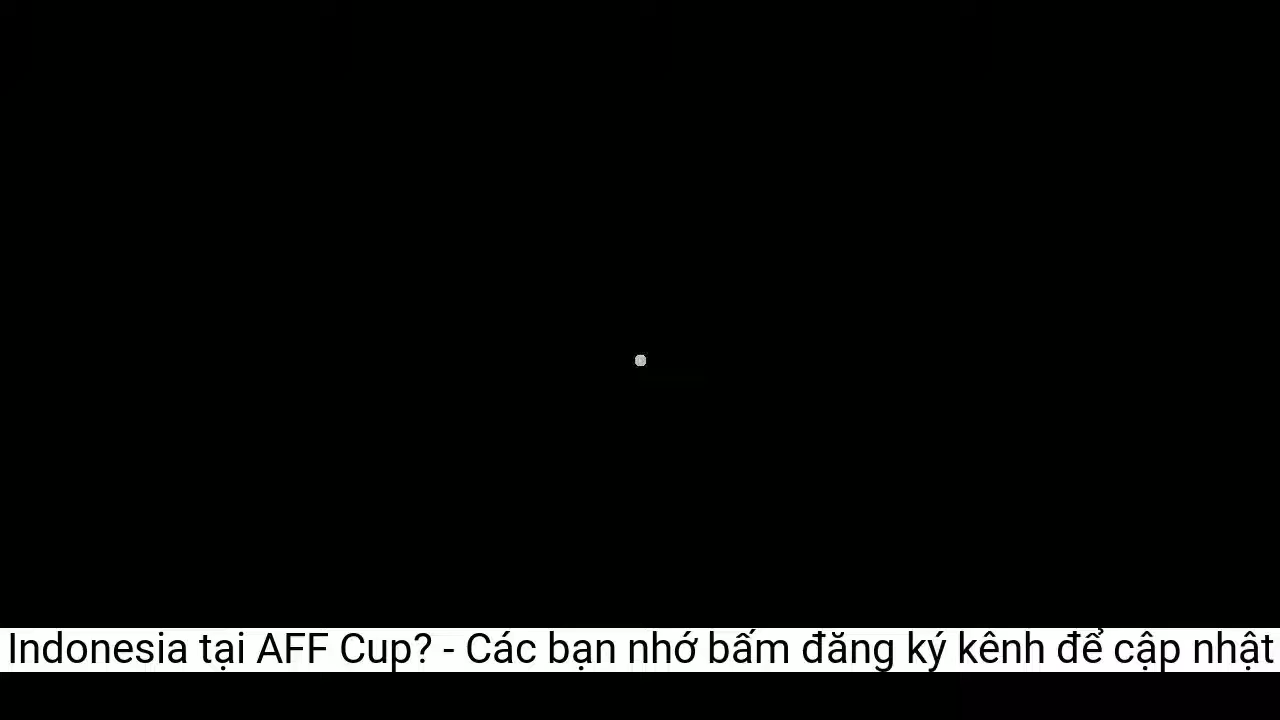 Indonesia tại AFF Cup? - Các bạn nhớ bấm đăng ký kênh để cập nhật